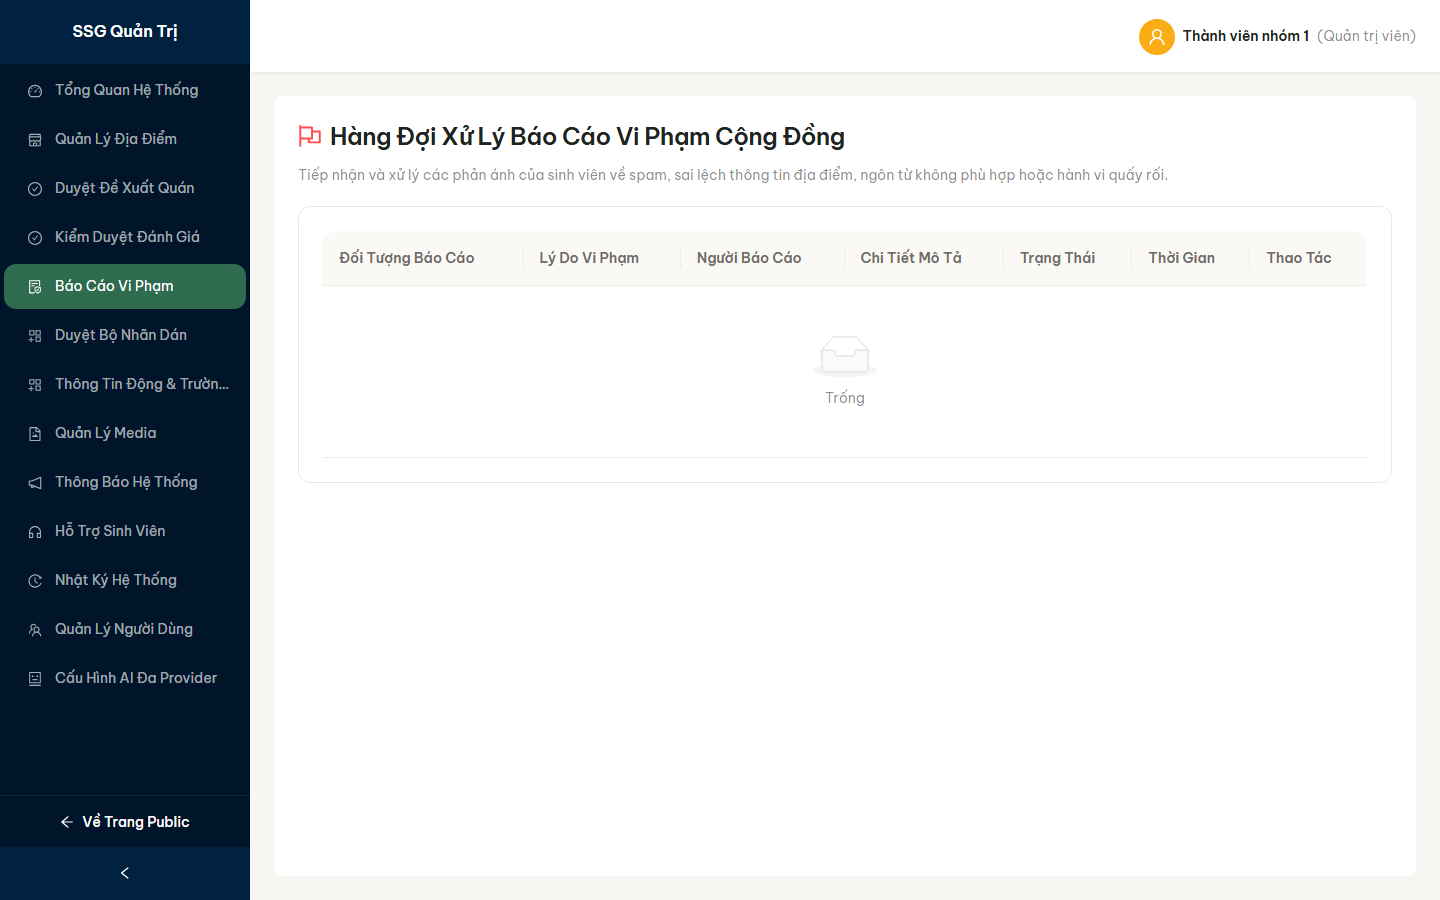 SSG Quản Trị
Thành viên nhóm 1 (Quản trị viên)
Tổng Quan Hệ Thống
Quản Lý Địa Điểm
Duyệt Đề Xuất Quán
Kiểm Duyệt Đánh Giá
Báo Cáo Vi Phạm
Duyệt Bộ Nhãn Dán
Thông Tin Động & Trườn...
Quản Lý Media
Thông Báo Hệ Thống
Hỗ Trợ Sinh Viên
Nhật Ký Hệ Thống
Quản Lý Người Dùng
Cấu Hình AI Đa Provider
Về Trang Public
Hàng Đợi Xử Lý Báo Cáo Vi Phạm Cộng Đồng
Tiếp nhận và xử lý các phản ánh của sinh viên về spam, sai lệch thông tin địa điểm, ngôn từ không phù hợp hoặc hành vi quấy rối.
Đối Tượng Báo Cáo Lý Do Vi Phạm Người Báo Cáo Chi Tiết Mô Tả Trạng Thái Thời Gian Thao Tác
Trống